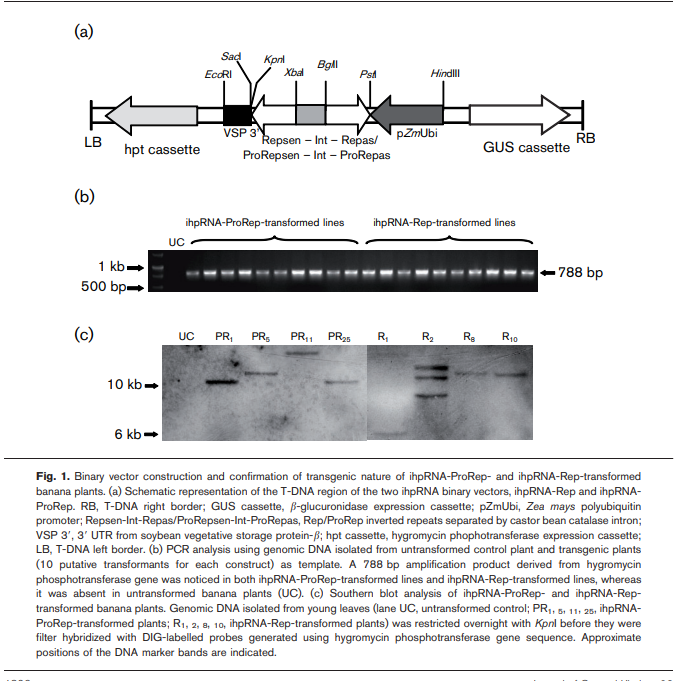 (a)
SacI
KpnI
EcoRI
XbaI
BglII
PstI
HindIII
LB
hpt cassette
VSP 3'
Repsen – Int – Repas/
ProRepsen - Int - ProRepas
pZmUbi
GUS cassette
RB
(b)
ihpRNA-ProRep-transformed lines
ihpRNA-Rep-transformed lines
UC
1 kb
500 bp
788 bp
(c)
UC PR1 PR5 PR11 PR25 R1 R2 R8 R10
10 kb
6 kb
Fig. 1. Binary vector construction and confirmation of transgenic nature of ihpRNA-ProRep- and ihpRNA-Rep-transformed
banana plants. (a) Schematic representation of the T-DNA region of the two ihpRNA binary vectors, ihpRNA-Rep and ihpRNA-
ProRep. RB, T-DNA right border; GUS cassette, β-glucuronidase expression cassette; pZmUbi, Zea mays polyubiquitin
promoter; Repsen-Int-Repas/ProRepsen-Int-ProRepas, Rep/ProRep inverted repeats separated by castor bean catalase intron;
VSP 3', 3' UTR from soybean vegetative storage protein-β; hpt cassette, hygromycin phophotransferase expression cassette;
LB, T-DNA left border. (b) PCR analysis using genomic DNA isolated from untransformed control plant and transgenic plants
(10 putative transformants for each construct) as template. A 788 bp amplification product derived from hygromycin
phosphotransferase gene was noticed in both ihpRNA-ProRep-transformed lines and ihpRNA-Rep-transformed lines, whereas
it was absent in untransformed banana plants (UC). (c) Southern blot analysis of ihpRNA-ProRep- and ihpRNA-Rep-
transformed banana plants. Genomic DNA isolated from young leaves (lane UC, untransformed control; PR1, 5, 11, 25, ihpRNA-
ProRep-transformed plants; R1, 2, 8, 10, ihpRNA-Rep-transformed plants) was restricted overnight with KpnI before they were
filter hybridized with DIG-labelled probes generated using hygromycin phosphotransferase gene sequence. Approximate
positions of the DNA marker bands are indicated.